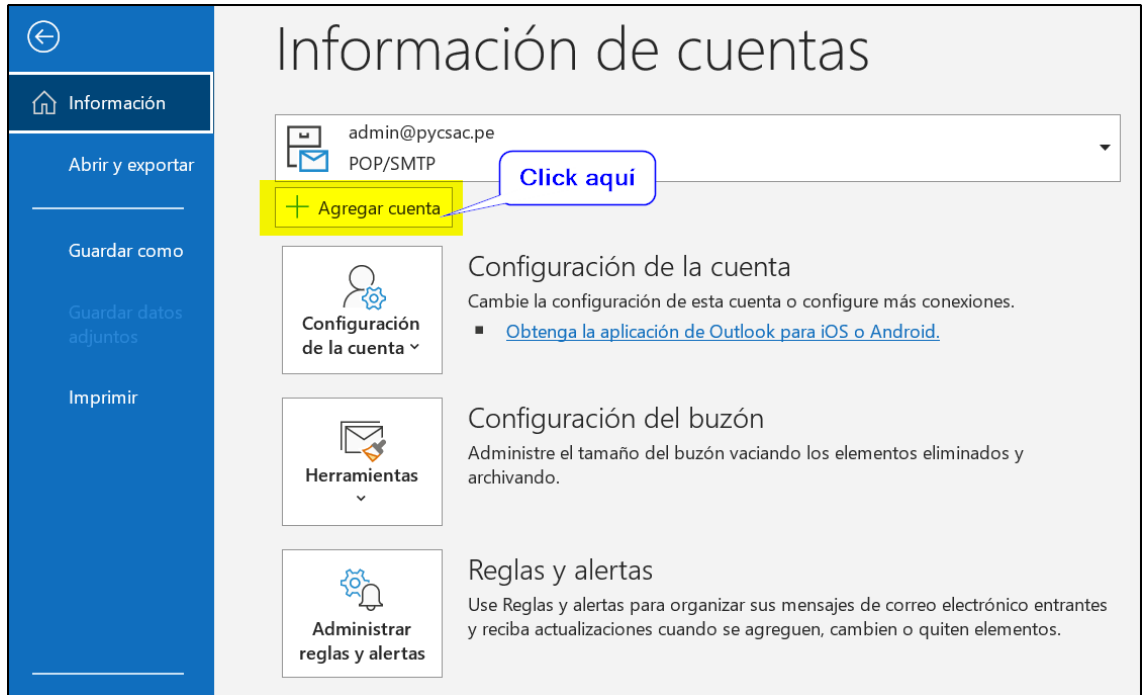 Información de cuentas
Información
Abrir y exportar
Guardar como
Guardar datos
adjuntos
Imprimir
admin@pycsac.pe
POP/SMTP
Click aquí
Agregar cuenta
Configuración
de la cuenta
Configuración de la cuenta
Cambie la configuración de esta cuenta o configure más conexiones.
Obtenga la aplicación de Outlook para iOS o Android.
Herramientas
Configuración del buzón
Administre el tamaño del buzón vaciando los elementos eliminados y
archivando.
Administrar
reglas y alertas
Reglas y alertas
Use Reglas y alertas para organizar sus mensajes de correo electrónico entrantes
y reciba actualizaciones cuando se agreguen, cambien o quiten elementos.